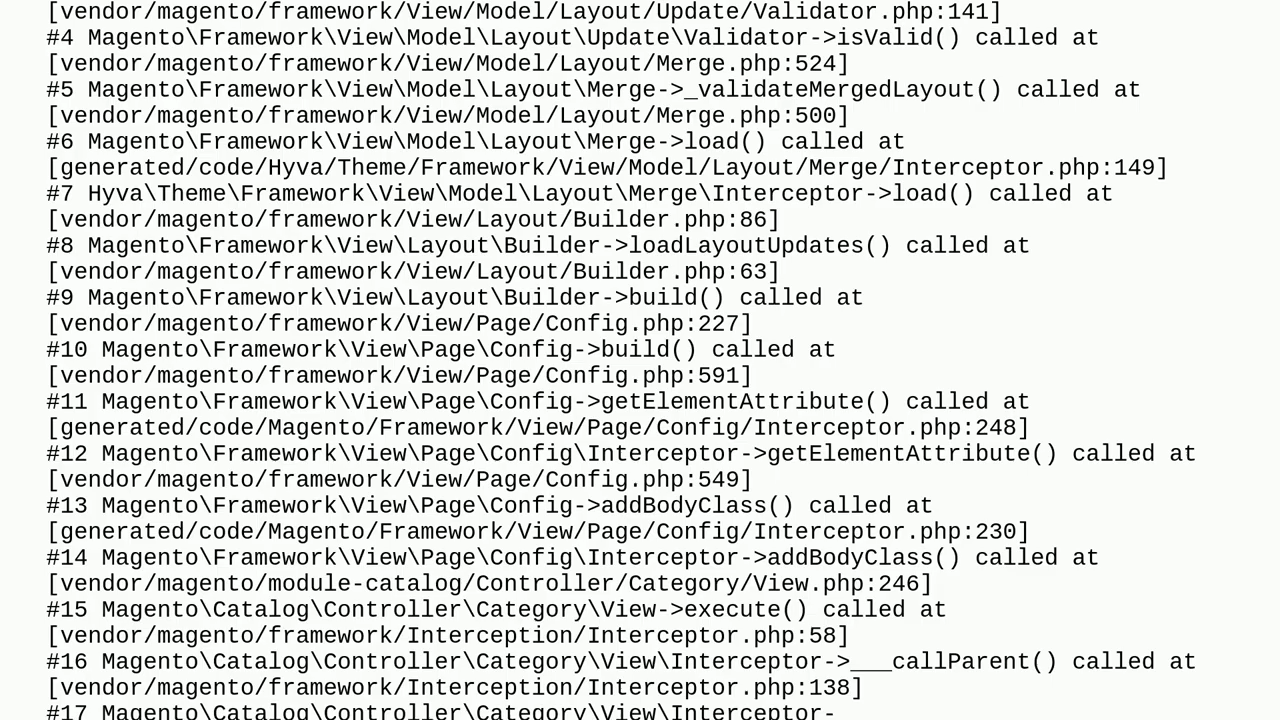 [vendor/magento/framework/View/Model/Layout/Update/Validator.php:141]
#4 Magento\Framework\View\Model\Layout\Update\Validator->isValid() called at
[vendor/magento/framework/View/Model/Layout/Merge.php:524]
#5 Magento\Framework\View\Model\Layout\Merge->_validateMergedLayout() called at
[vendor/magento/framework/View/Model/Layout/Merge.php:500]
#6 Magento\Framework\View\Model\Layout\Merge->load() called at
[generated/code/Hyva/Theme/Framework/View/Model/Layout/Merge/Interceptor.php:149]
#7 Hyva\Theme\Framework\View\Model\Layout\Merge\Interceptor->load() called at
[vendor/magento/framework/View/Layout/Builder.php:86]
#8 Magento\Framework\View\Layout\Builder->loadLayoutUpdates() called at
[vendor/magento/framework/View/Layout/Builder.php:63]
#9 Magento\Framework\View\Layout\Builder->build() called at
[vendor/magento/framework/View/Page/Config.php:227]
#10 Magento\Framework\View\Page\Config->build() called at
[vendor/magento/framework/View/Page/Config.php:591]
#11 Magento\Framework\View\Page\Config->getElementAttribute() called at
[generated/code/Magento/Framework/View/Page/Config/Interceptor.php:248]
#12 Magento\Framework\View\Page\Config\Interceptor->getElementAttribute() called at
[vendor/magento/framework/View/Page/Config.php:549]
#13 Magento\Framework\View\Page\Config->addBodyClass() called at
[generated/code/Magento/Framework/View/Page/Config/Interceptor.php:230]
#14 Magento\Framework\View\Page\Config\Interceptor->addBodyClass() called at
[vendor/magento/module-catalog/Controller/Category/View.php:246]
#15 Magento\Catalog\Controller\Category\View->execute() called at
[vendor/magento/framework/Interception/Interceptor.php:58]
#16 Magento\Catalog\Controller\Category\View\Interceptor->___callParent() called at
[vendor/magento/framework/Interception/Interceptor.php:138]
#17 Magento\Catalog\Controller\Category\View\Interceptor-